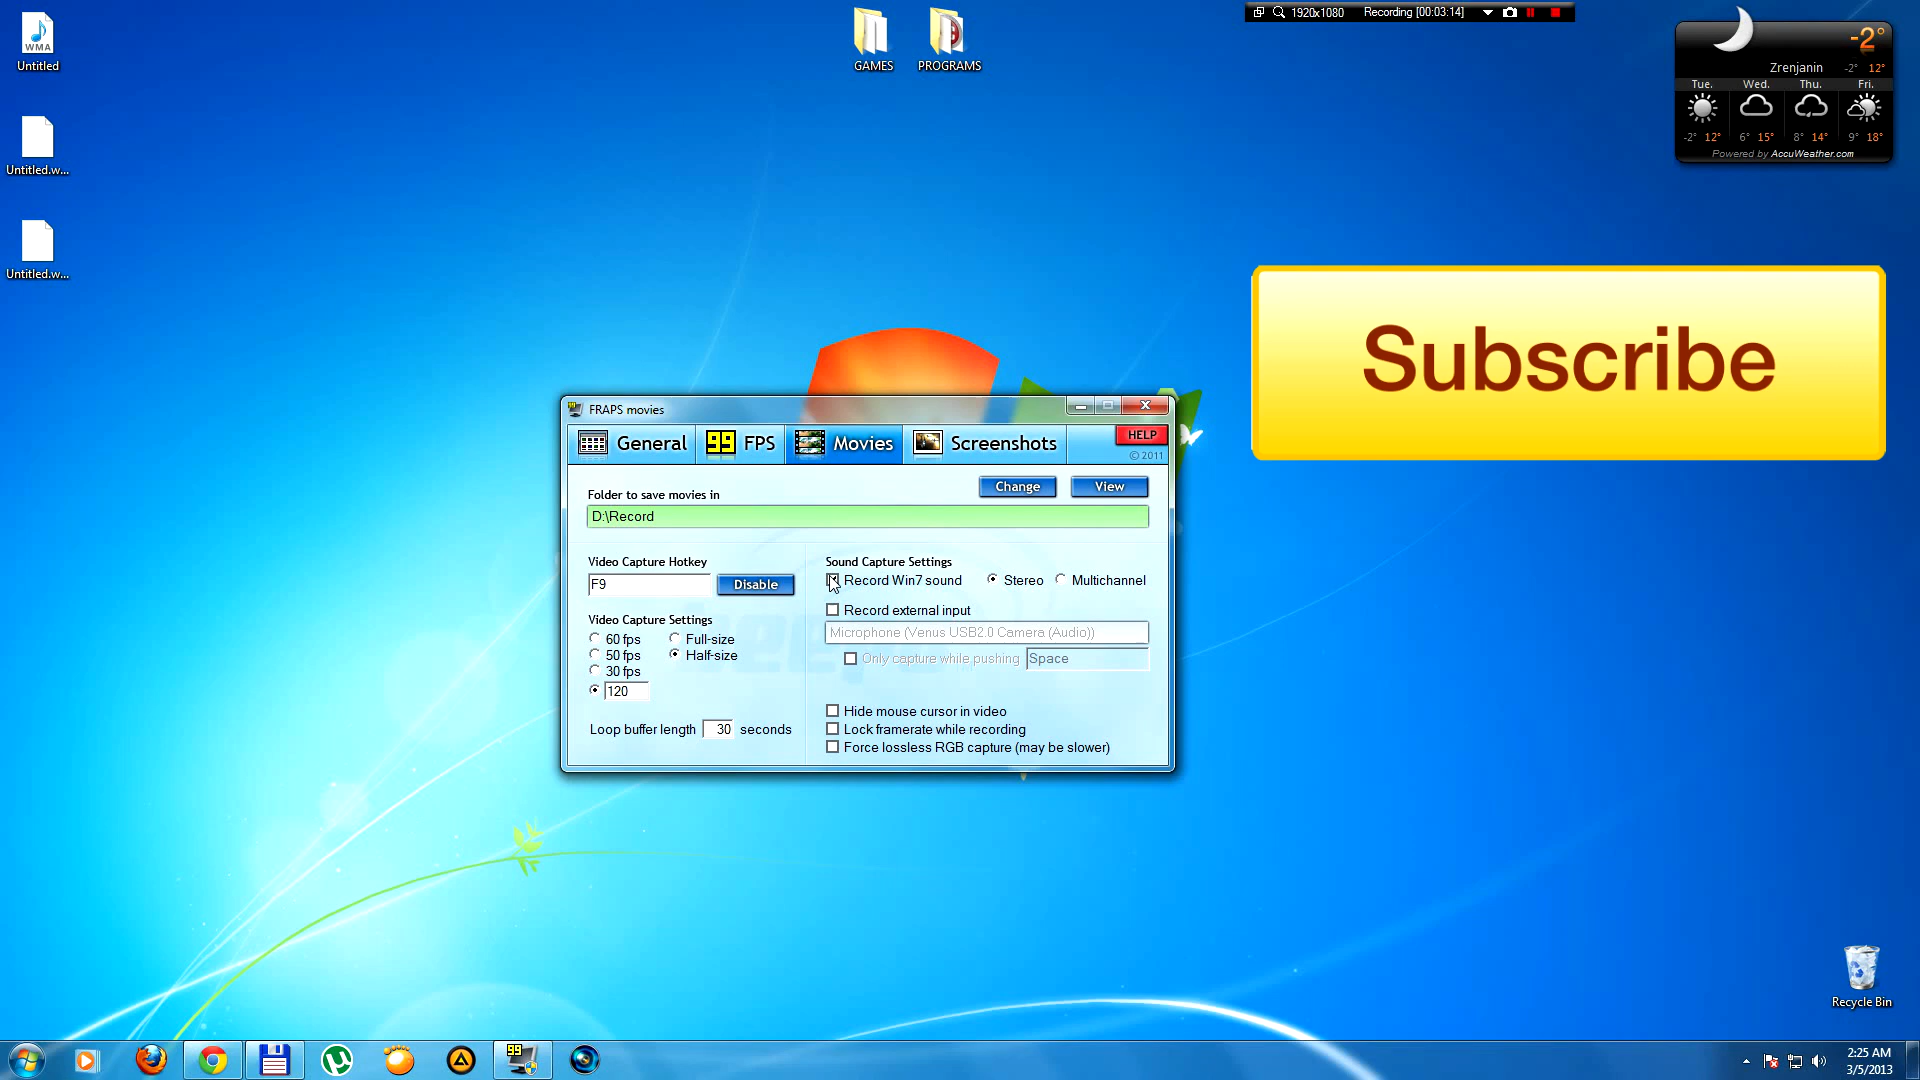 WMA
Untitled
Untitled.w...
Untitled.w...
GAMES
PROGRAMS
1920x1080 Recording [00:03:14]
-2°
Zrenjanin -2° 12°
Tue. Wed. Thu. Fri.
-2° 12° 6° 15° 8° 14° 9° 18°
Powered by AccuWeather.com
Subscribe
99 FRAPS movies
General 99 FPS Movies Screenshots HELP
© 2011
Folder to save movies in Change View
D:\Record
Video Capture Hotkey
F9 Disable
Video Capture Settings
60 fps Full-size
50 fps Half-size
30 fps
120
Loop buffer length 30 seconds
Sound Capture Settings
Record Win7 sound Stereo Multichannel
Record external input
Microphone (Venus USB2.0 Camera (Audio))
Only capture while pushing Space
Hide mouse cursor in video
Lock framerate while recording
Force lossless RGB capture (may be slower)
Recycle Bin
99
2:25 AM
3/5/2013